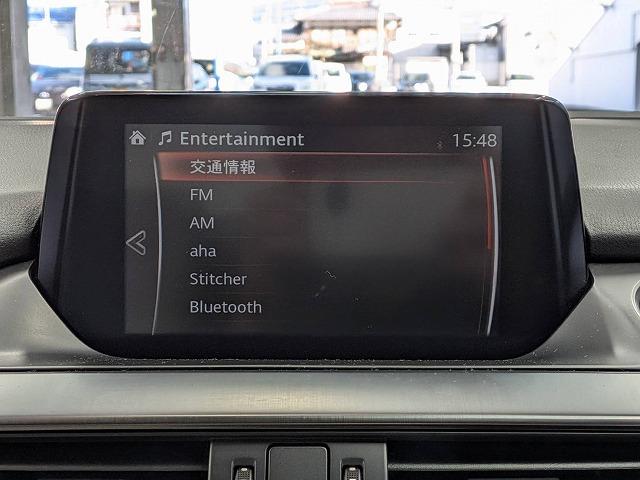 Entertainment 15:48
交通情報
FM
AM
aha
Stitcher
Bluetooth